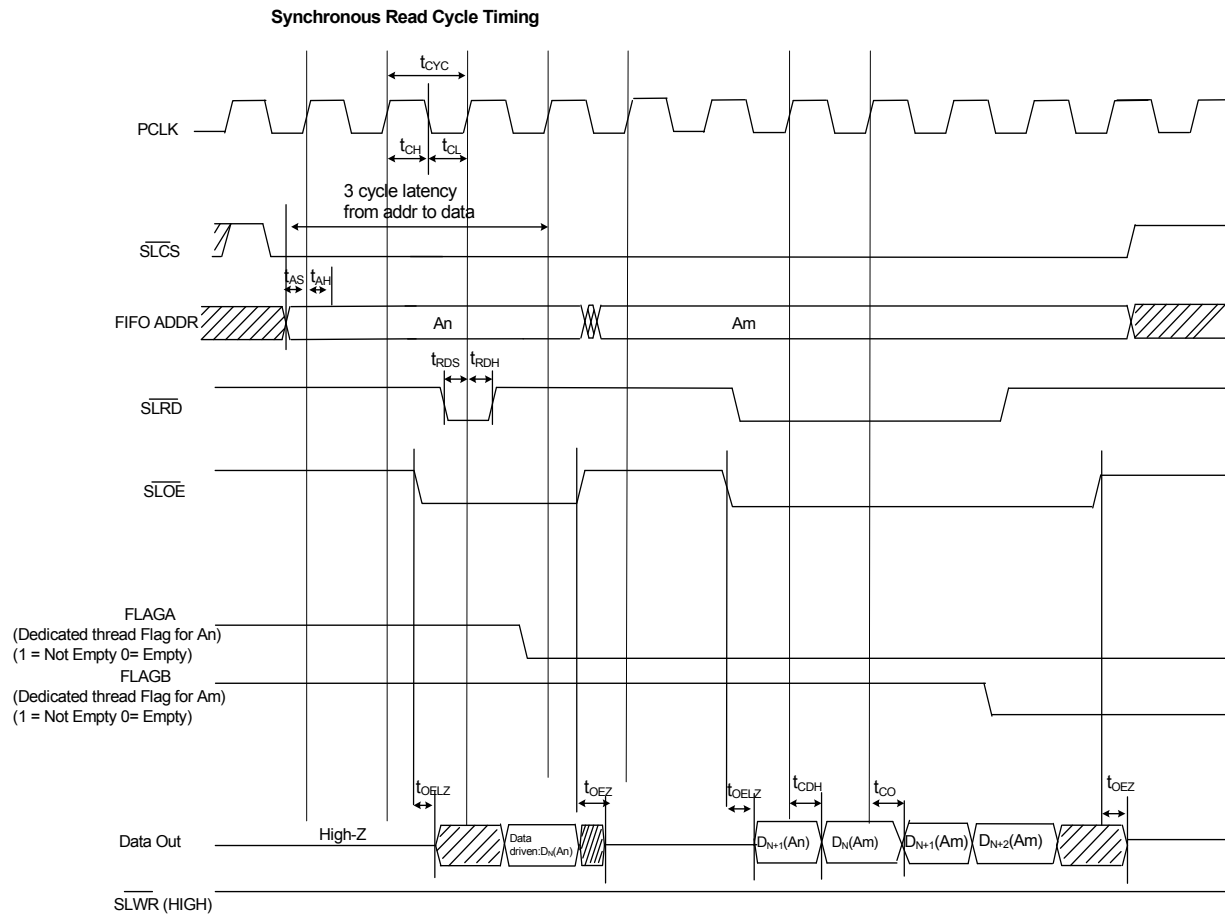 Synchronous Read Cycle Timing
tCYC
PCLK
tCH
tCL
3 cycle latency
from addr to data
SLCS
tAS
tAH
FIFO ADDR
An
Am
tRDS
tRDH
SLRD
SLOE
FLAGA
(Dedicated thread Flag for An)
(1 = Not Empty 0= Empty)
FLAGB
(Dedicated thread Flag for Am)
(1 = Not Empty 0= Empty)
tOELZ
tOEZ
tOELZ
tCDH
tCO
tOEZ
Data Out
High-Z
Data
driven:DN(An)
DN+1(An)
DN(Am)
DN+1(Am)
DN+2(Am)
SLWR (HIGH)